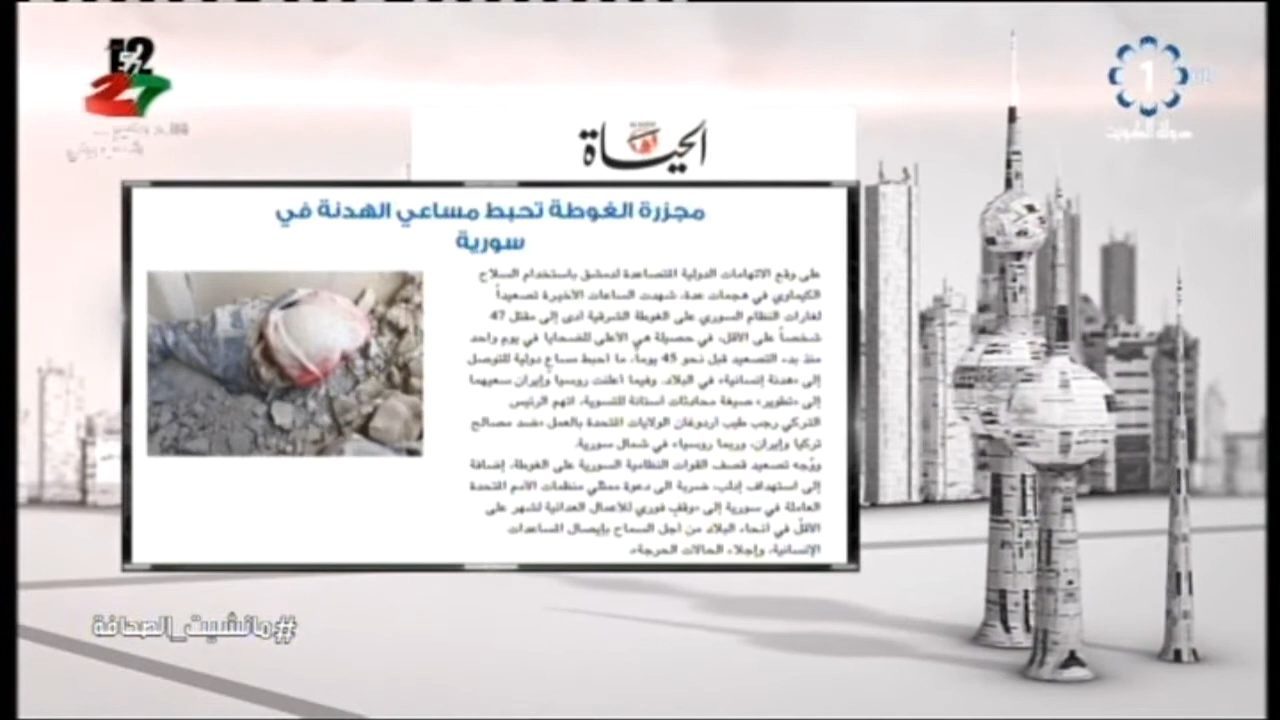 12
27
1
الحياة
مجزرة الغوطة تحبط مساعي الهدنة في
سورية
على وقع الاتهامات الدولية المتصاعدة لدمشق باستخدام السلاح
الكيماوي في هجمات عدة، شهدت الساعات الأخيرة تصعيداً
لغارات النظام السوري على الغوطة الشرقية أدى إلى مقتل 47
شخصاً على الأقل، في حصيلة هي الأعلى للضحايا في يوم واحد
منذ بدء التصعيد قبل نحو 45 يوماً، ما أحبط مساعٍ دولية للتوصل
إلى «هدنة إنسانية» في البلاد. وفيما أعلنت روسيا وإيران سعيهما
إلى «تطوير» صيغة محادثات أستانة للتسوية، اتهم الرئيس
التركي رجب طيب أردوغان الولايات المتحدة بالعمل «ضد مصالح
تركيا وإيران، وربما روسيا» في شمال سورية.
ووجّه تصعيد قصف القوات النظامية السورية على الغوطة، إضافة
إلى استهداف إدلب، ضربة الى دعوة ممثلي منظمات الأمم المتحدة
العاملة في سورية إلى «وقفٍ فوري للأعمال العدائية لشهر على
الأقلّ في أنحاء البلاد من أجل السماح بإيصال المساعدات
الإنسانية، وإجلاء الحالات الحرجة»
#مانشيت_الصحافة